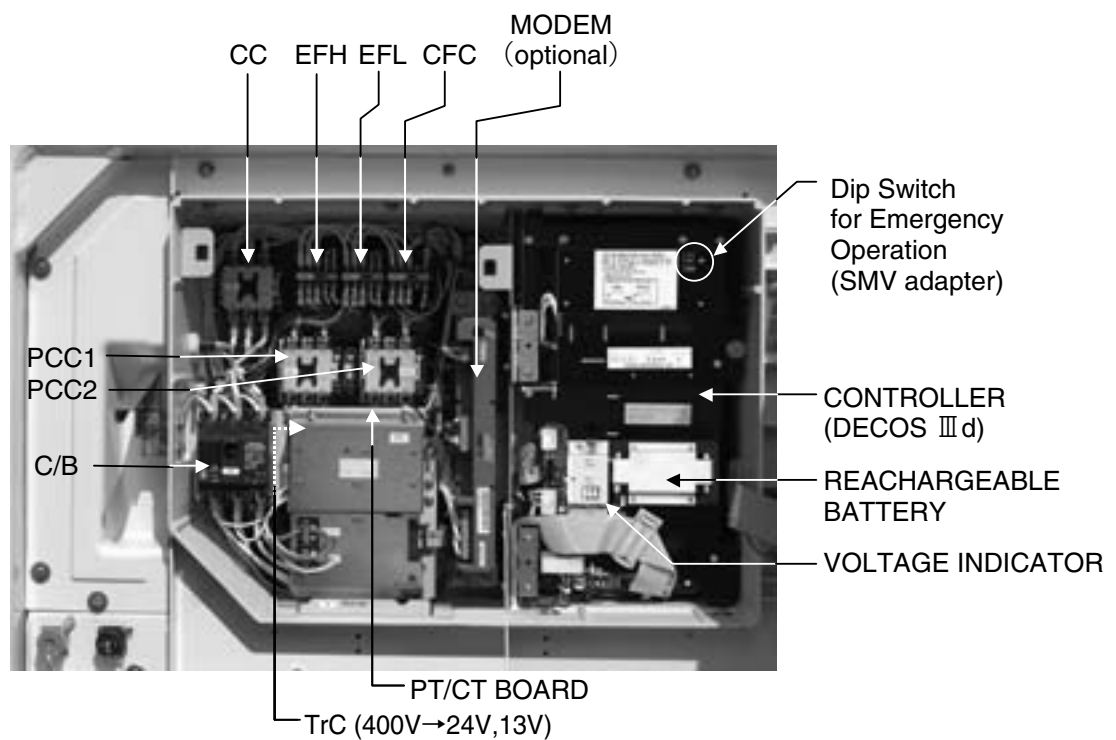 MODEM
CC EFH EFL CFC (optional)
Dip Switch
for Emergency
Operation
(SMV adapter)
PCC1
PCC2
CONTROLLER
(DECOS Ⅲd)
C/B
REACHARGEABLE
BATTERY
VOLTAGE INDICATOR
PT/CT BOARD
TrC (400V→24V,13V)